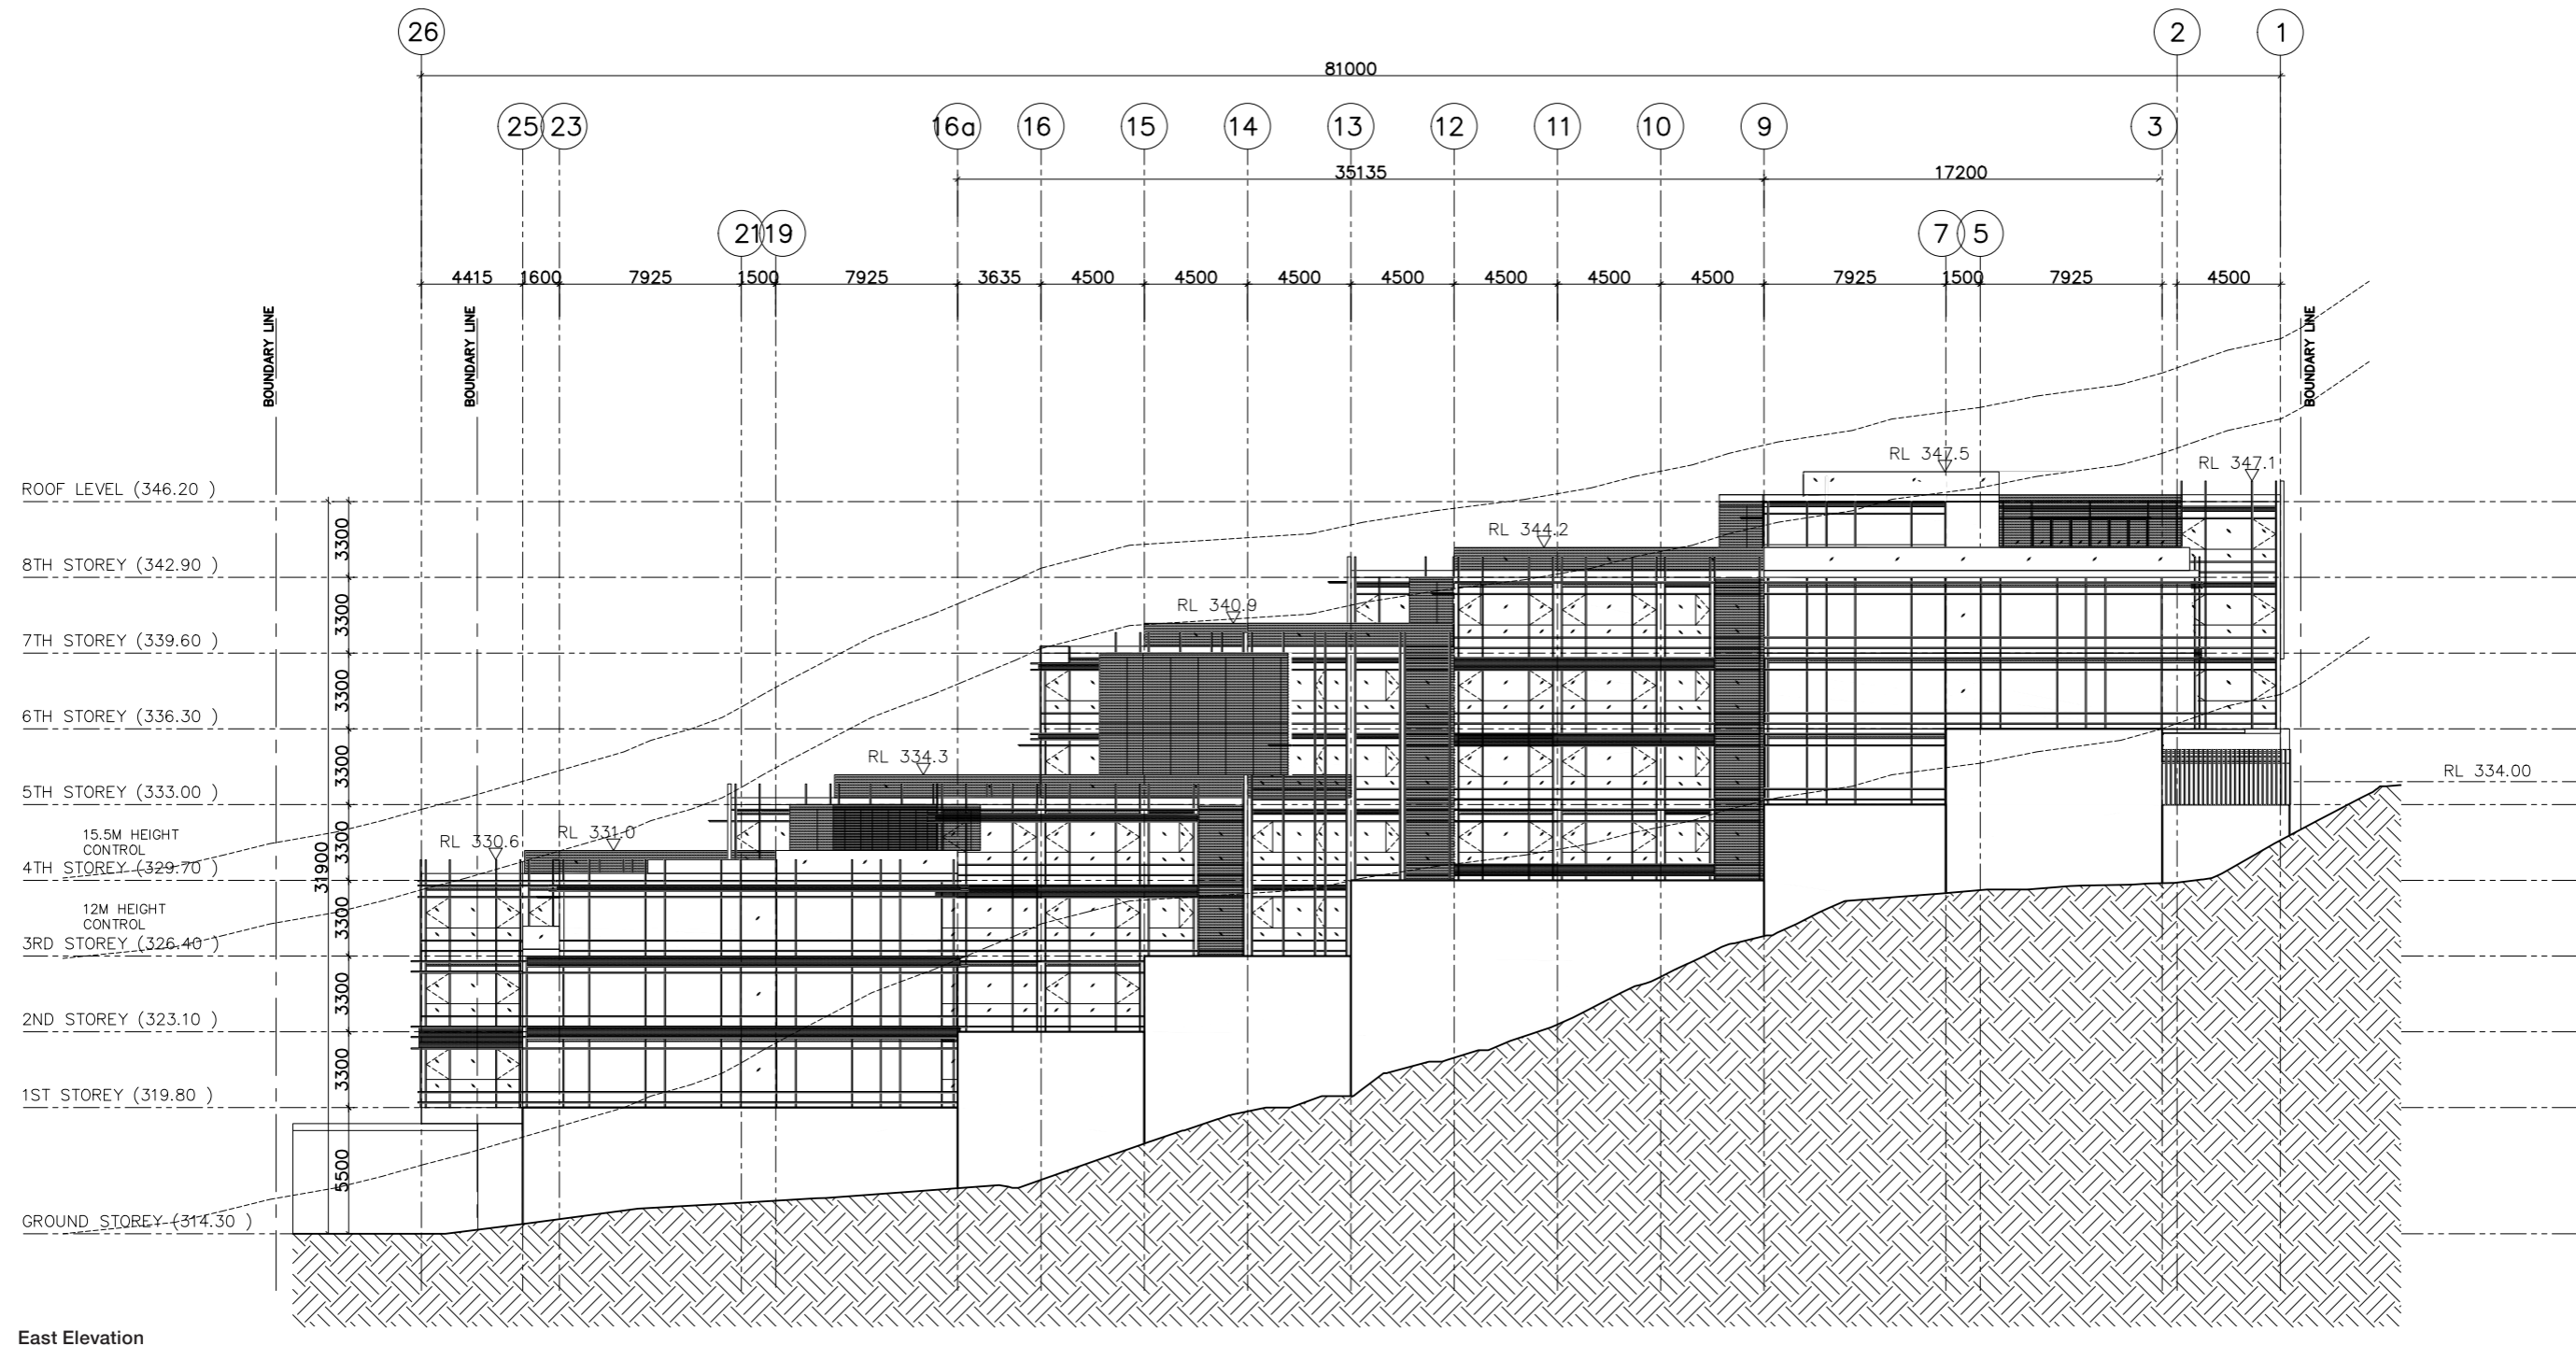 26
2
1
81000
25
23
16a
16
15
14
13
12
11
10
9
3
35135
17200
21
19
7
5
4415
1600
7925
1500
7925
3635
4500
4500
4500
4500
4500
4500
4500
7925
1500
7925
4500
BOUNDARY LINE
BOUNDARY LINE
BOUNDARY LINE
RL 347.5
RL 347.1
ROOF LEVEL (346.20 )
3300
RL 344.2
8TH STOREY (342.90 )
3300
RL 340.9
7TH STOREY (339.60 )
3300
6TH STOREY (336.30 )
3300
RL 334.3
RL 334.00
5TH STOREY (333.00 )
3300
15.5M HEIGHT
CONTROL
RL 330.6
RL 331.0
4TH STOREY (329.70 )
31900
3300
12M HEIGHT
CONTROL
3RD STOREY (326.40 )
3300
2ND STOREY (323.10 )
3300
1ST STOREY (319.80 )
5500
GROUND STOREY (314.30 )
East Elevation